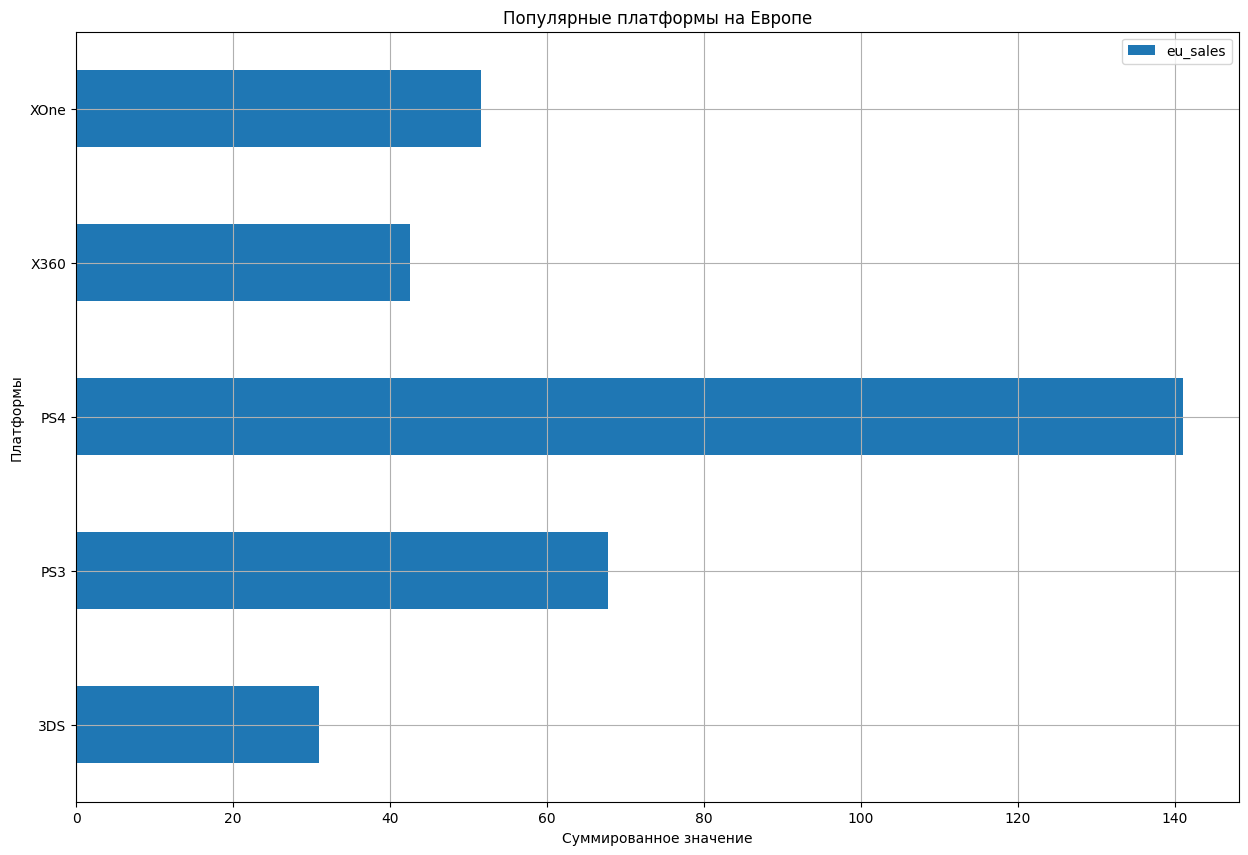 Популярные платформы на Европе
eu_sales
XOne
X360
PS4
PS3
3DS
Платформы
0 20 40 60 80 100 120 140
Суммированное значение